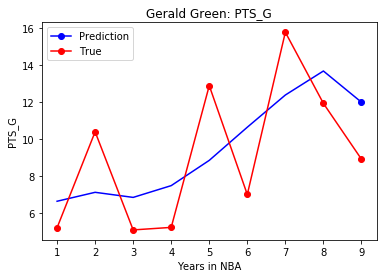 Gerald Green: PTS_G
Prediction
True
16
14
12
10
8
6
PTS_G
1 2 3 4 5 6 7 8 9
Years in NBA